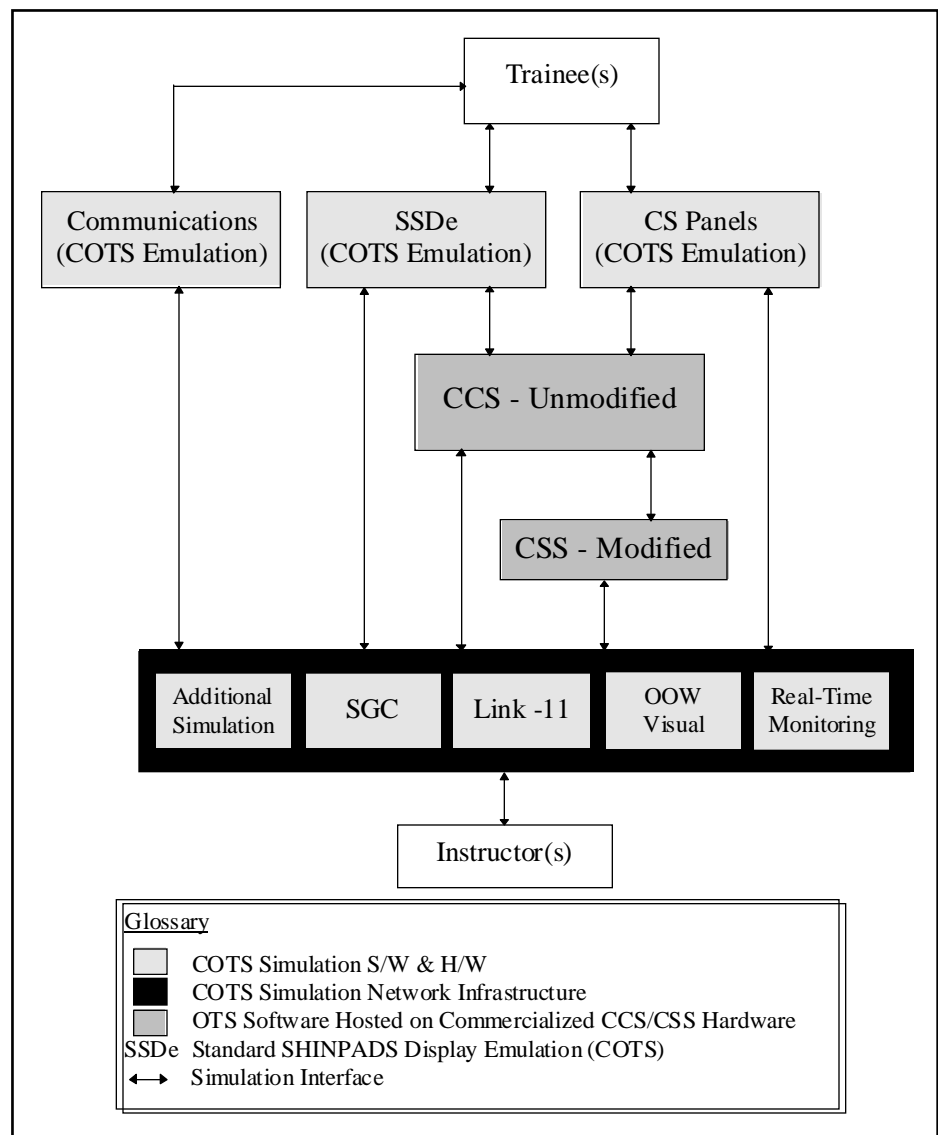 Trainee(s)
Communications
(COTS Emulation)
SSDe
(COTS Emulation)
CS Panels
(COTS Emulation)
CCS - Unmodified
CSS - Modified
Additional
Simulation
SGC
Link -11
OOW
Visual
Real-Time
Monitoring
Instructor(s)
Glossary
COTS Simulation S/W & H/W
COTS Simulation Network Infrastructure
OTS Software Hosted on Commercialized CCS/CSS Hardware
SSDe Standard SHINPADS Display Emulation (COTS)
Simulation Interface